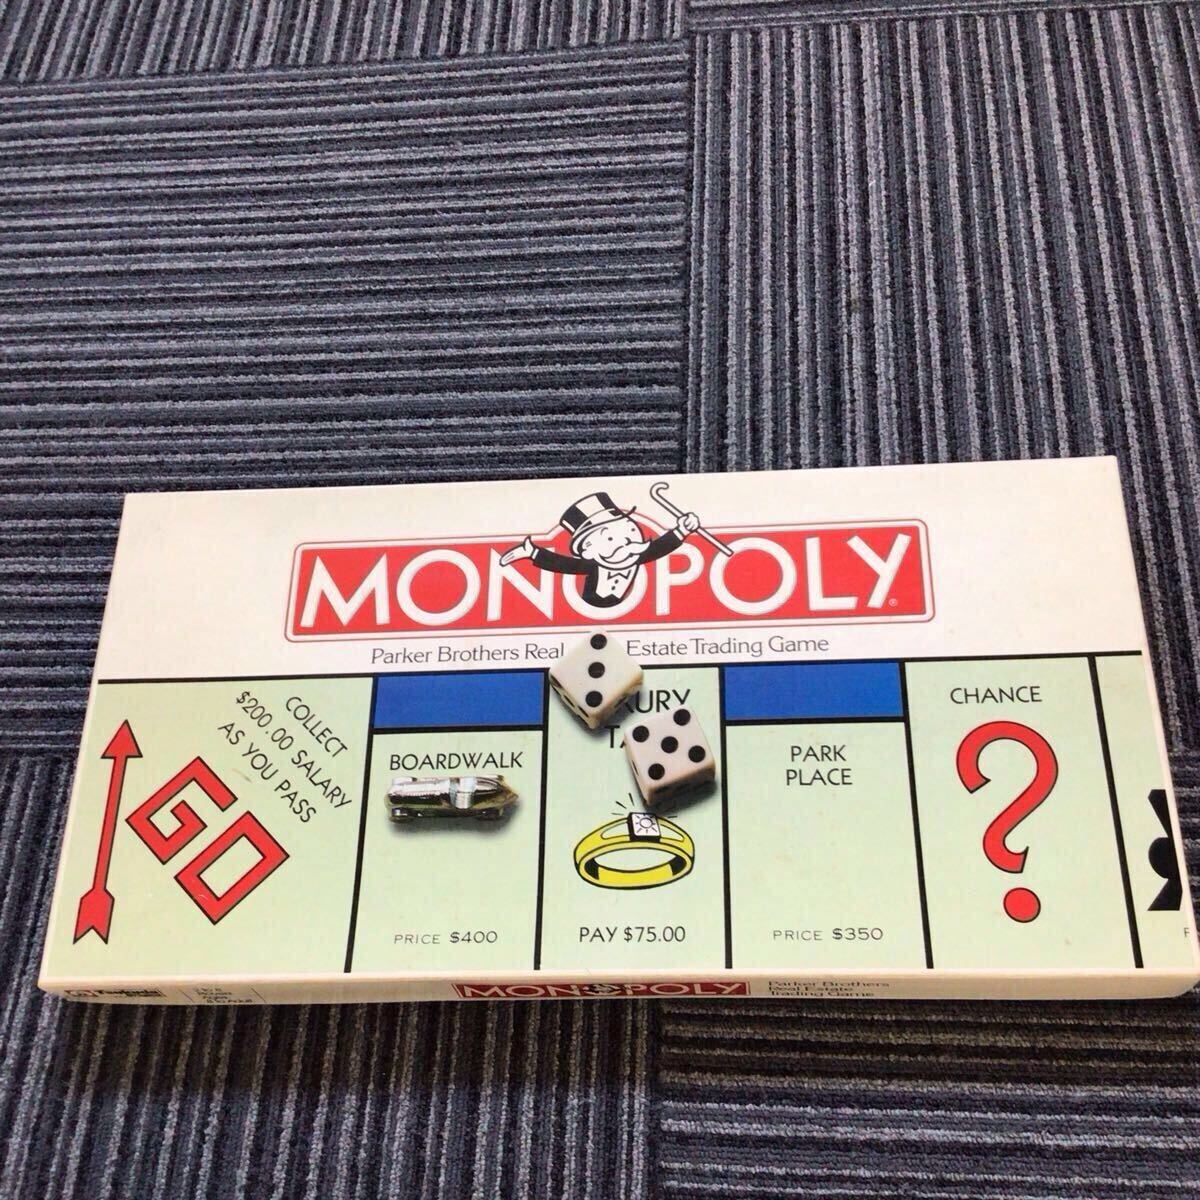 MONOPOLY
Parker Brothers Real Estate Trading Game
COLLECT
$200.00 SALARY
AS YOU PASS
GO
BOARDWALK
PRICE $400
PAY $75.00
PARK
PLACE
PRICE $350
CHANCE
?
MONOPOLY
Parker Brothers
Real Estate
Trading Game